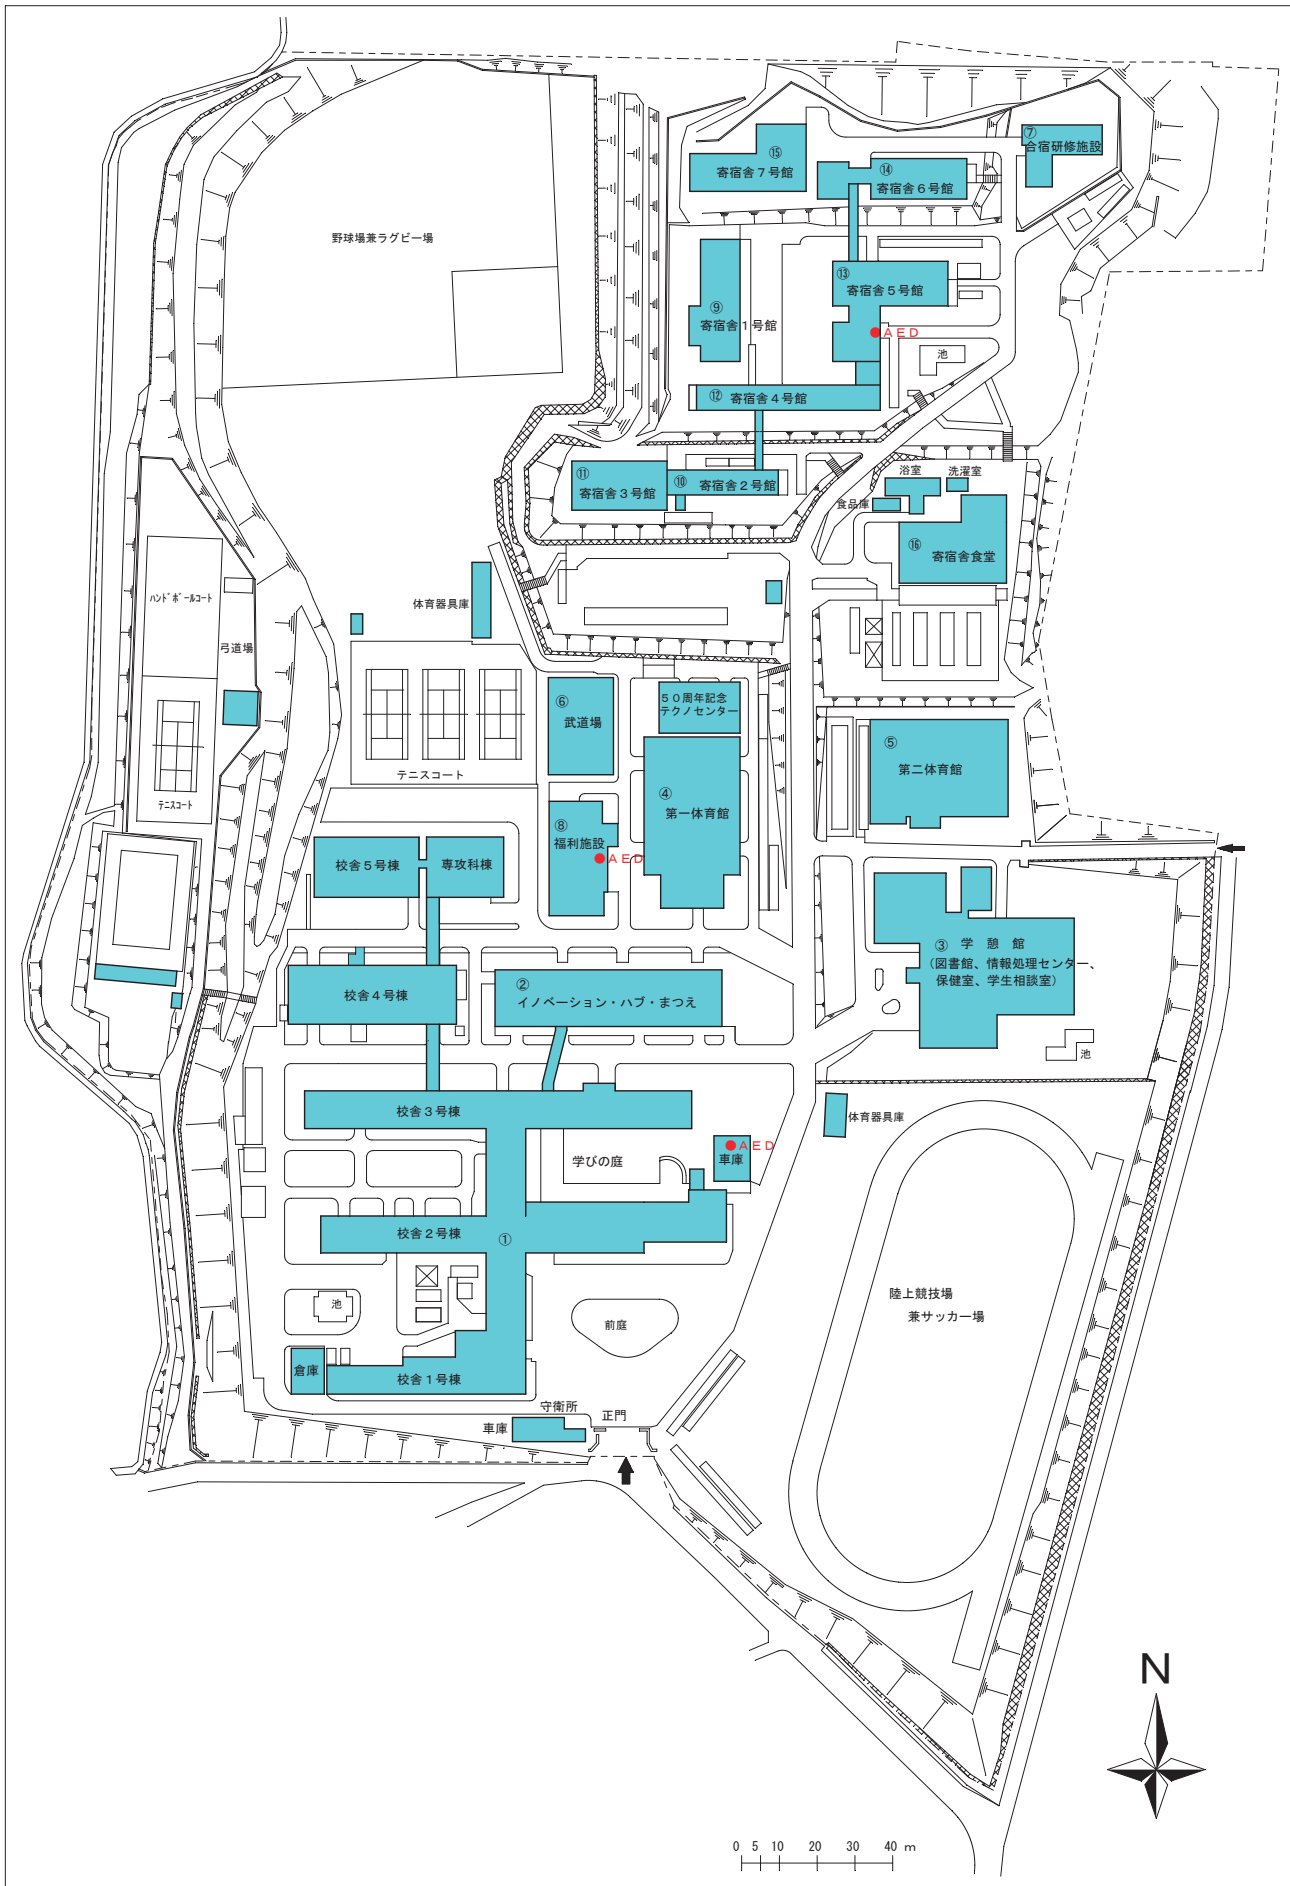 ⑦
合宿研修施設
⑮
寄宿舎7号館
⑭
寄宿舎6号館
野球場兼ラグビー場
⑬
寄宿舎5号館
⑨
寄宿舎1号館
AED
池
⑫
寄宿舎4号館
⑪
寄宿舎3号館
⑩
寄宿舎2号館
浴室
洗濯室
食品庫
⑯
寄宿舎食堂
ハンドボールコート
体育器具庫
弓道場
⑥
武道場
50周年記念
テクノセンター
⑤
第二体育館
テニスコート
テニスコート
④
第一体育館
⑧
福利施設
AED
校舎5号棟
専攻科棟
③ 学憩館
(図書館、情報処理センター、
保健室、学生相談室)
校舎4号棟
②
イノベーション・ハブ・まつえ
池
校舎3号棟
体育器具庫
AED
車庫
学びの庭
校舎2号棟
①
陸上競技場
兼サッカー場
池
前庭
倉庫
校舎1号棟
守衛所
正門
車庫
N
0 5 10 20 30 40 m